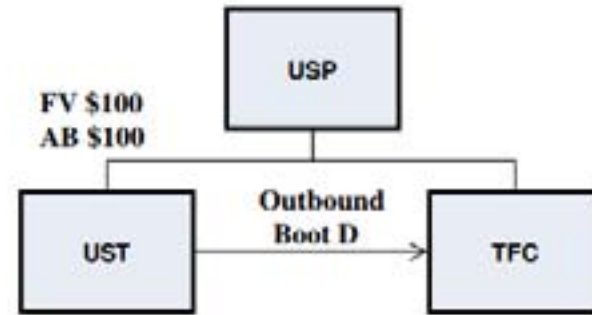 USP
FV $100
AB $100
Outbound
Boot D
UST
TFC